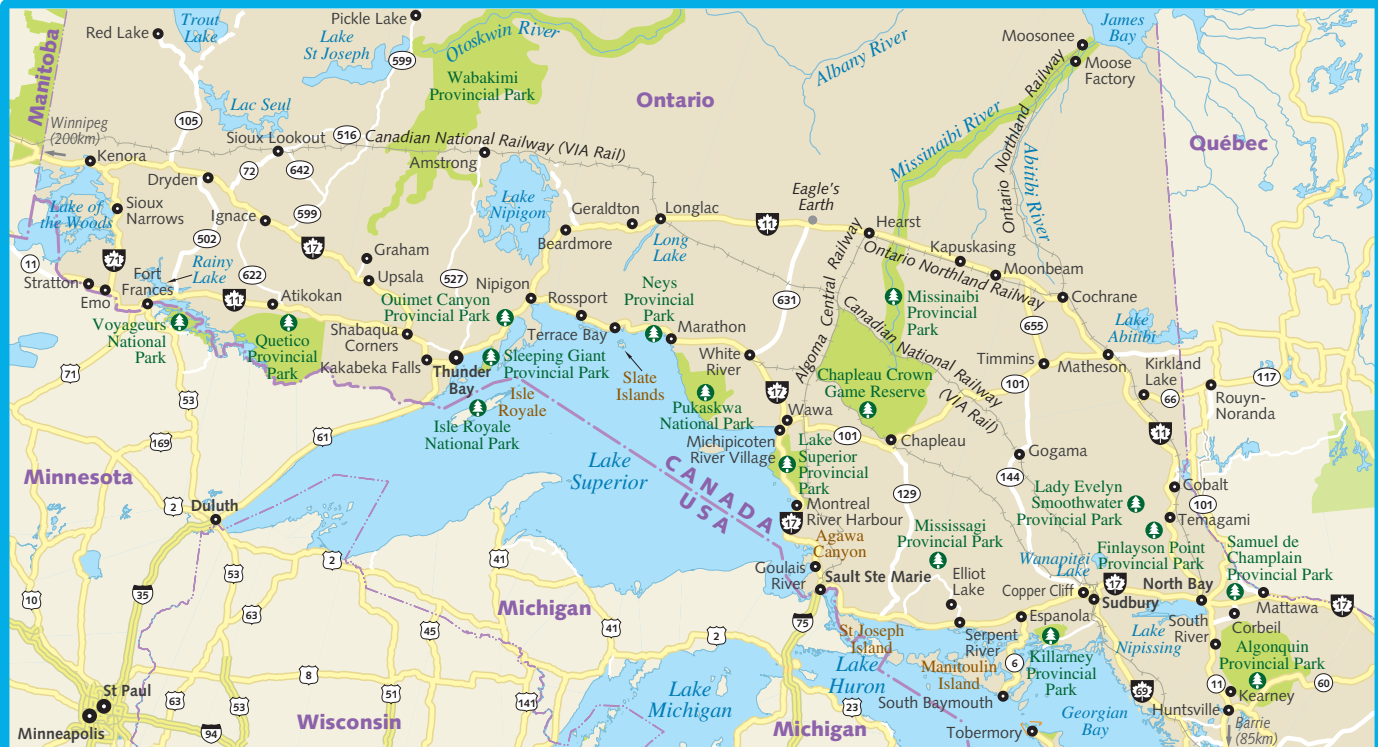 Red Lake
Trout
Lake
Pickle Lake
Lake
St Joseph
Otoskwin River
599
Wabakimi
Provincial Park
Albany River
Ontario
James
Bay
Moosonee
Moose
Factory
Manitoba
Winnipeg
(200km)
Lac Seul
105
Sioux Lookout
516
Canadian National Railway (VIA Rail)
Missinaibi River
Ontario Northland Railway
Abitibi River
Québec
Kenora
Dryden
72
642
Amstrong
Lake of
the Woods
Sioux
Narrows
Ignace
599
502
17
Lake
Nipigon
Geraldton
Longlac
Beardmore
Long
Lake
11
Eagle's
Earth
Hearst
Kapuskasing
Moonbeam
Ontario Northland Railway
Cochrane
11
71
Stratton
Emo
Fort
Frances
Rainy
Lake
622
11
Atikokan
Graham
Upsala
527
Nipigon
Ouimet Canyon
Provincial Park
Rossport
Neys
Provincial
Park
631
Algoma Central Railway
Canadian National Railway
(VIA Rail)
Missinaibi
Provincial
Park
655
Lake
Abitibi
Voyageurs
National
Park
Quetico
Provincial
Park
Shabaqua
Corners
Kakabeka Falls
Thunder
Bay
Sleeping Giant
Provincial Park
Terrace Bay
Slate
Islands
Marathon
White
River
Chapleau Crown
Game Reserve
Timmins
Matheson
Kirkland
Lake
117
66
Rouyn-
Noranda
71
53
Isle
Royale
Isle Royale
National Park
Pukaskwa
National Park
17
Wawa
Michipicoten
River Village
101
Chapleau
101
11
61
169
Minnesota
2
Duluth
Lake
Superior
CANADA
USA
Lake
Superior
Provincial
Park
Montreal
River Harbour
17
Agawa
Canyon
129
Gogama
144
Lady Evelyn
Smoothwater
Provincial Park
Cobalt
101
Temagami
Mississagi
Provincial Park
Finlayson Point
Provincial Park
Samuel de
Champlain
Provincial Park
Goulais
River
Sault Ste Marie
Elliot
Lake
Wanapitei
Lake
Copper Cliff
17
Sudbury
North Bay
Mattawa
17
2
41
53
35
10
63
Michigan
45
41
2
75
St Joseph
Island
Serpent
River
Espanola
South
River
Corbeil
Lake
Nipissing
Algonquin
Provincial Park
Lake
Huron
Manitoulin
Island
6
Killarney
Provincial
Park
8
51
141
St Paul
Minneapolis
63
53
94
Wisconsin
Lake
Michigan
Michigan
23
South Baymouth
Tobermory
Georgian
Bay
69
11
60
Kearney
Huntsville
Barrie
(85km)